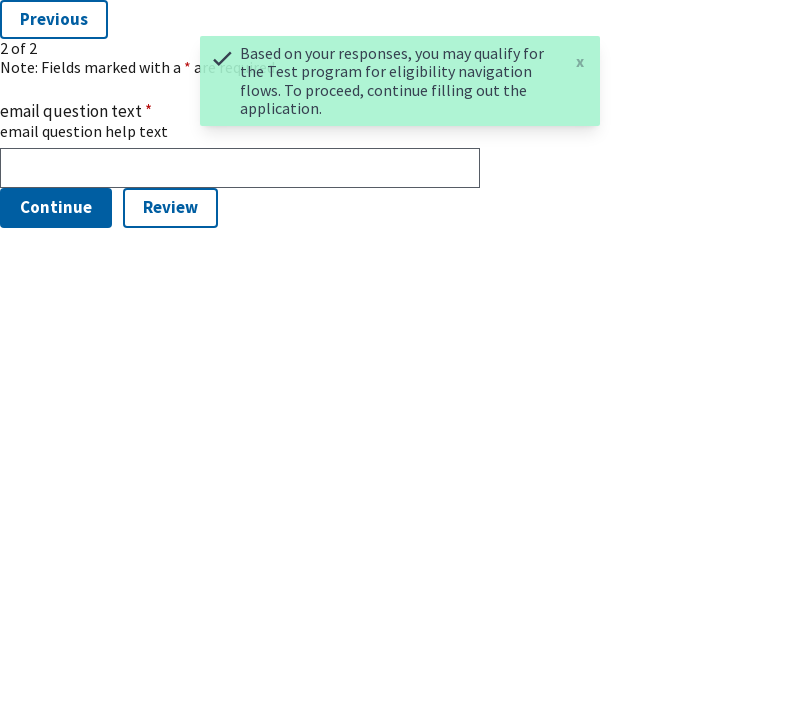 Previous
2 of 2
Note: Fields marked with a * are required.
Based on your responses, you may qualify for
the Test program for eligibility navigation
flows. To proceed, continue filling out the
application.
x
email question text *
email question help text
Continue
Review